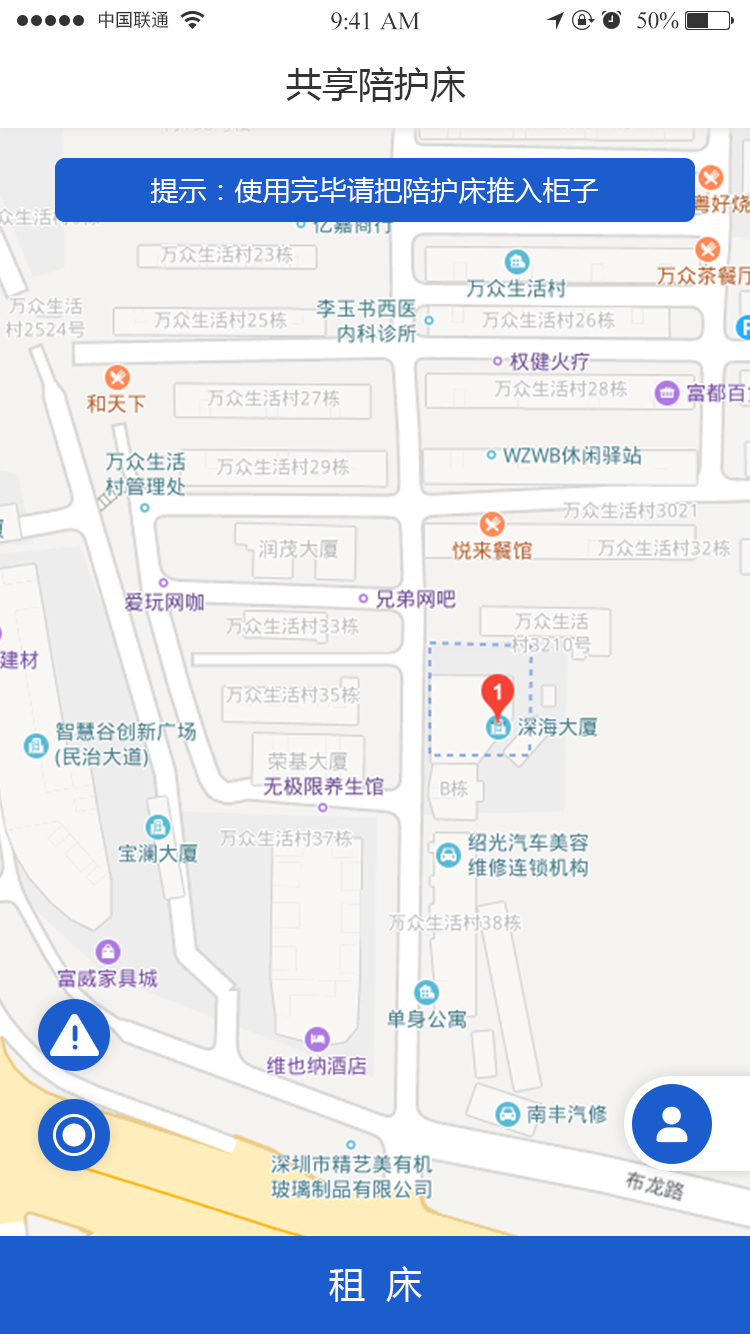 中国联通 9:41 AM 50%
共享陪护床
提示：使用完毕请把陪护床推入柜子
亿嘉商行
万众生活村23栋
万众生活村
万众茶餐厅
万众生活
村2524号
万众生活村25栋
李玉书西医
内科诊所
万众生活村26栋
P
权健火疗
和天下
万众生活村27栋
万众生活村28栋
富都百货
万众生活
村管理处
万众生活村29栋
WZWB休闲驿站
万众生活村3021
悦来餐馆
润茂大厦
万众生活村32栋
爱玩网咖
兄弟网吧
万众生活村33栋
万众生活
村3210号
建材
1
万众生活村35栋
深海大厦
智慧谷创新广场
(民治大道)
荣基大厦
无极限养生馆
B栋
宝澜大厦
万众生活村37栋
绍光汽车美容
维修连锁机构
万众生活村38栋
富威家具城
单身公寓
维也纳酒店
南丰汽修
深圳市精艺美有机
玻璃制品有限公司
布龙路
租 床